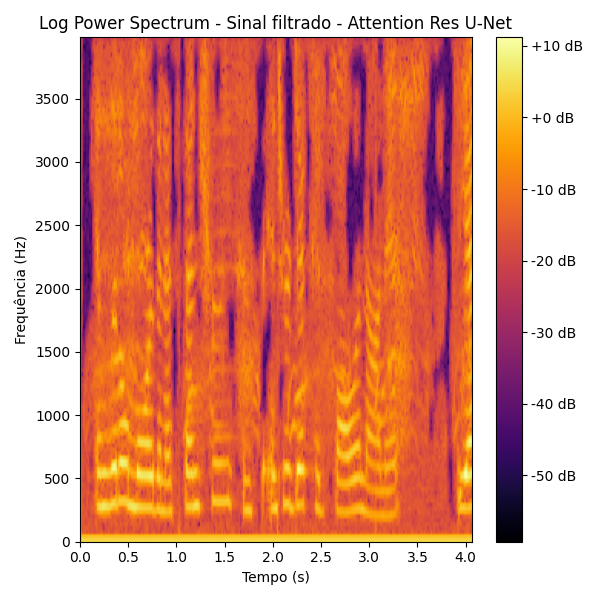 Log Power Spectrum - Sinal filtrado - Attention Res U-Net
+10 dB
+0 dB
-10 dB
-20 dB
-30 dB
-40 dB
-50 dB
3500
3000
2500
2000
1500
1000
500
0
Frequência (Hz)
0.0 0.5 1.0 1.5 2.0 2.5 3.0 3.5 4.0
Tempo (s)